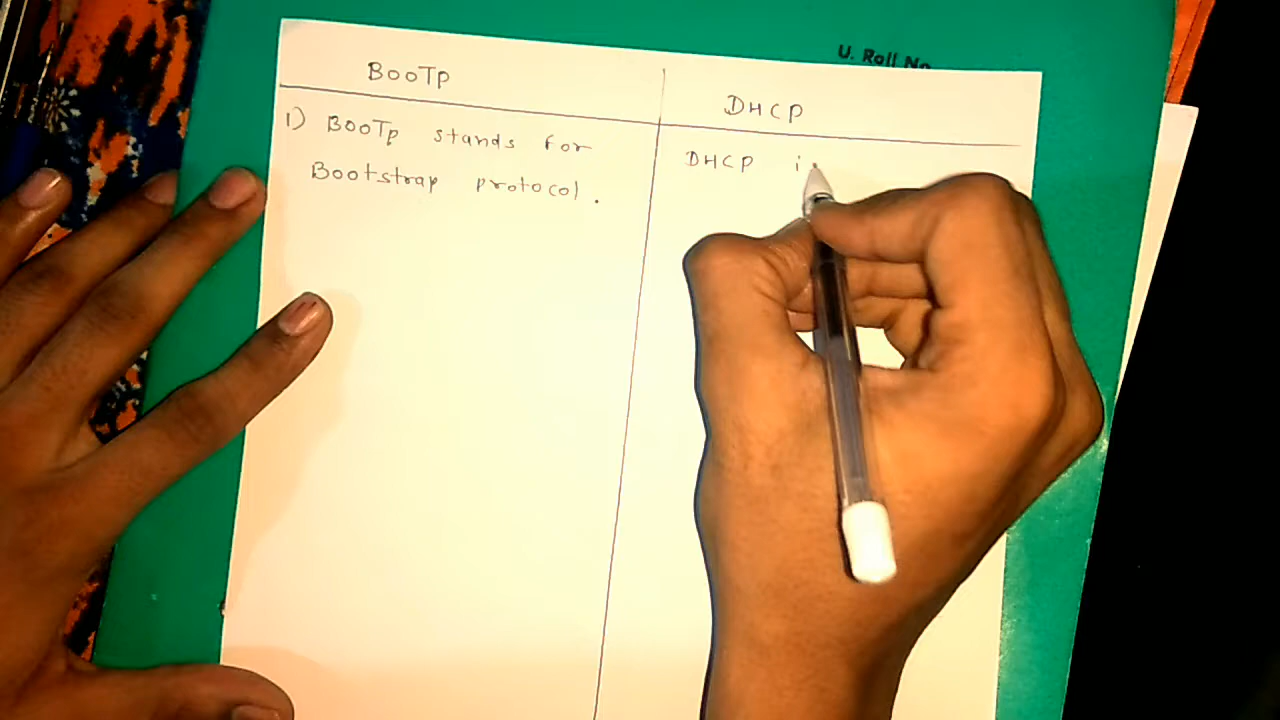 U. Roll No
BooTp
DHCP
1) BOOTp stands for
Bootstrap protocol.
DHCP i